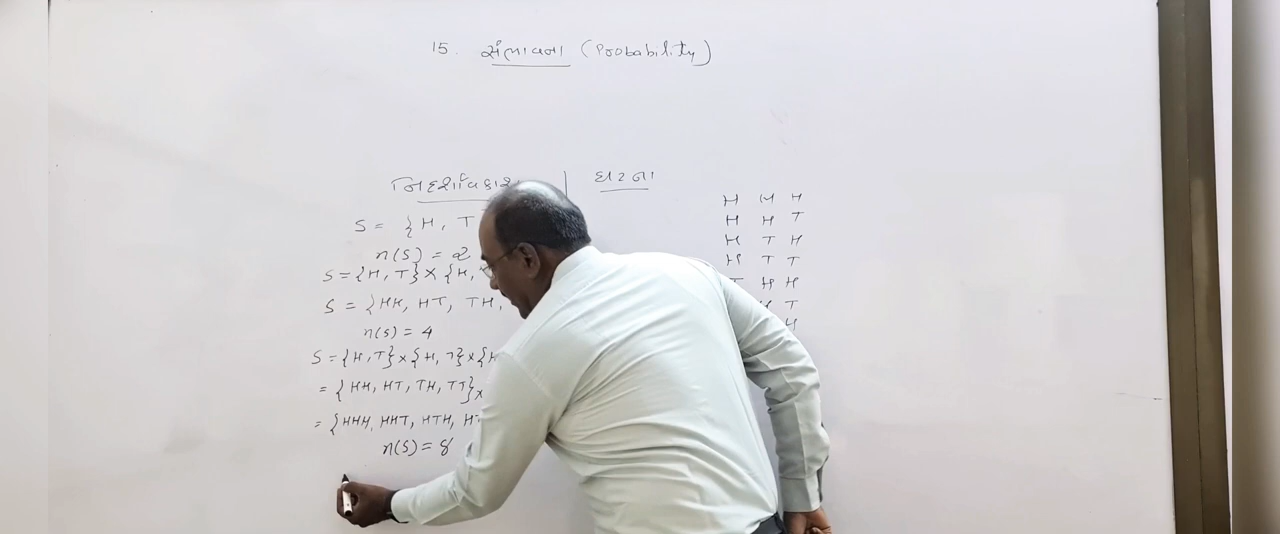 15. સંભાવના (Probability)
નિદર્શાવકાશ | ઘટના
S = {H, T
n(S) = 2
S = {H, T} × {H,
S = {HH, HT, TH,
n(S) = 4
S = {H, T} × {H, T} × {H
= {HH, HT, TH, TT} ×
= {HHH, HHT, HTH, H
n(S) = 8
H H H
H H T
H T H
H T T
T H H
T
H